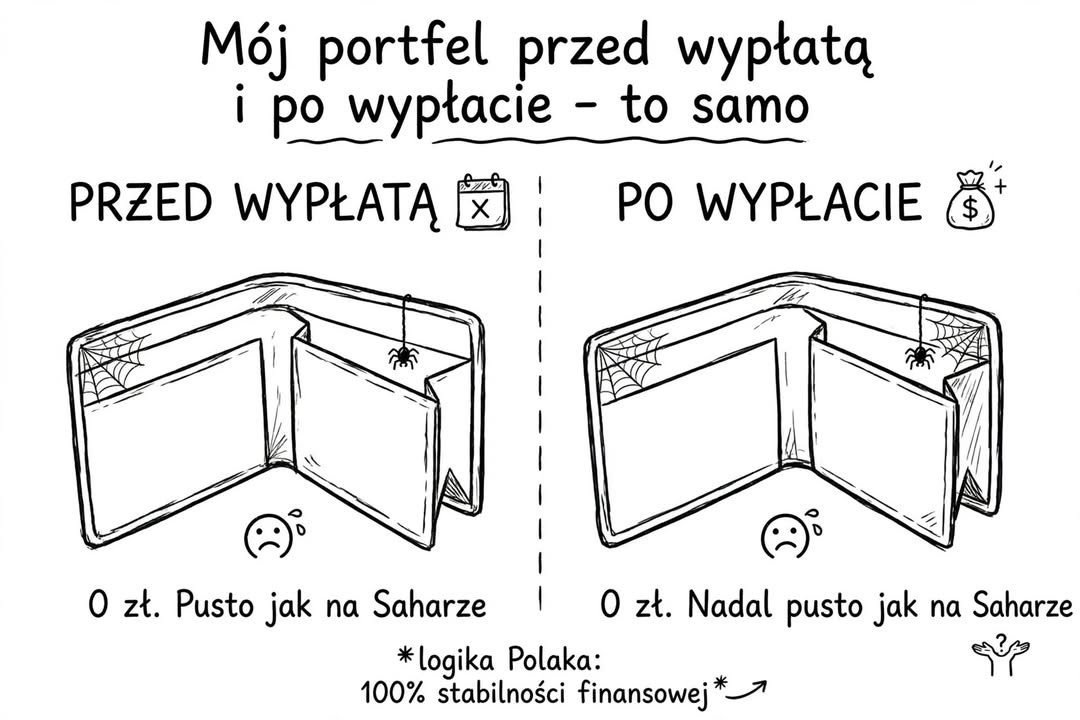 Mój portfel przed wypłatą
i po wypłacie – to samo
PRZED WYPŁATĄ
X
PO WYPŁACIE
$
0 zł. Pusto jak na Saharze
0 zł. Nadal pusto jak na Saharze
?
*logika Polaka:
100% stabilności finansowej*